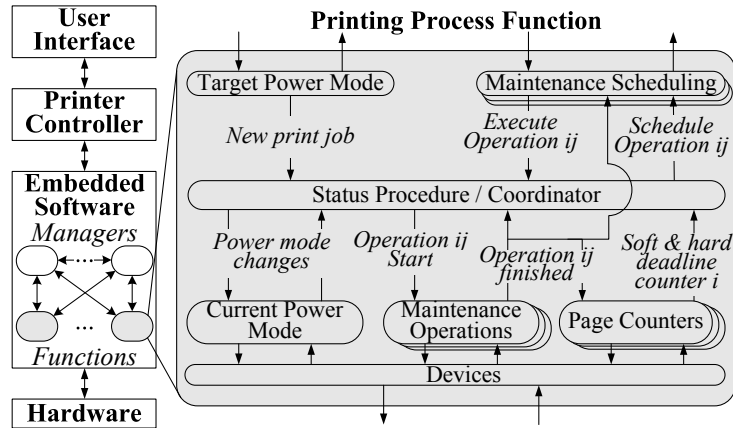 User
Interface
Printer
Controller
Embedded
Software
Managers
...
...
Functions
Hardware
Printing Process Function
Target Power Mode
Maintenance Scheduling
New print job
Execute
Operation ij
Schedule
Operation ij
Status Procedure / Coordinator
Power mode
changes
Operation ij
Start
Operation ij
finished
Soft & hard
deadline
counter i
Current Power
Mode
Maintenance
Operations
Page Counters
Devices